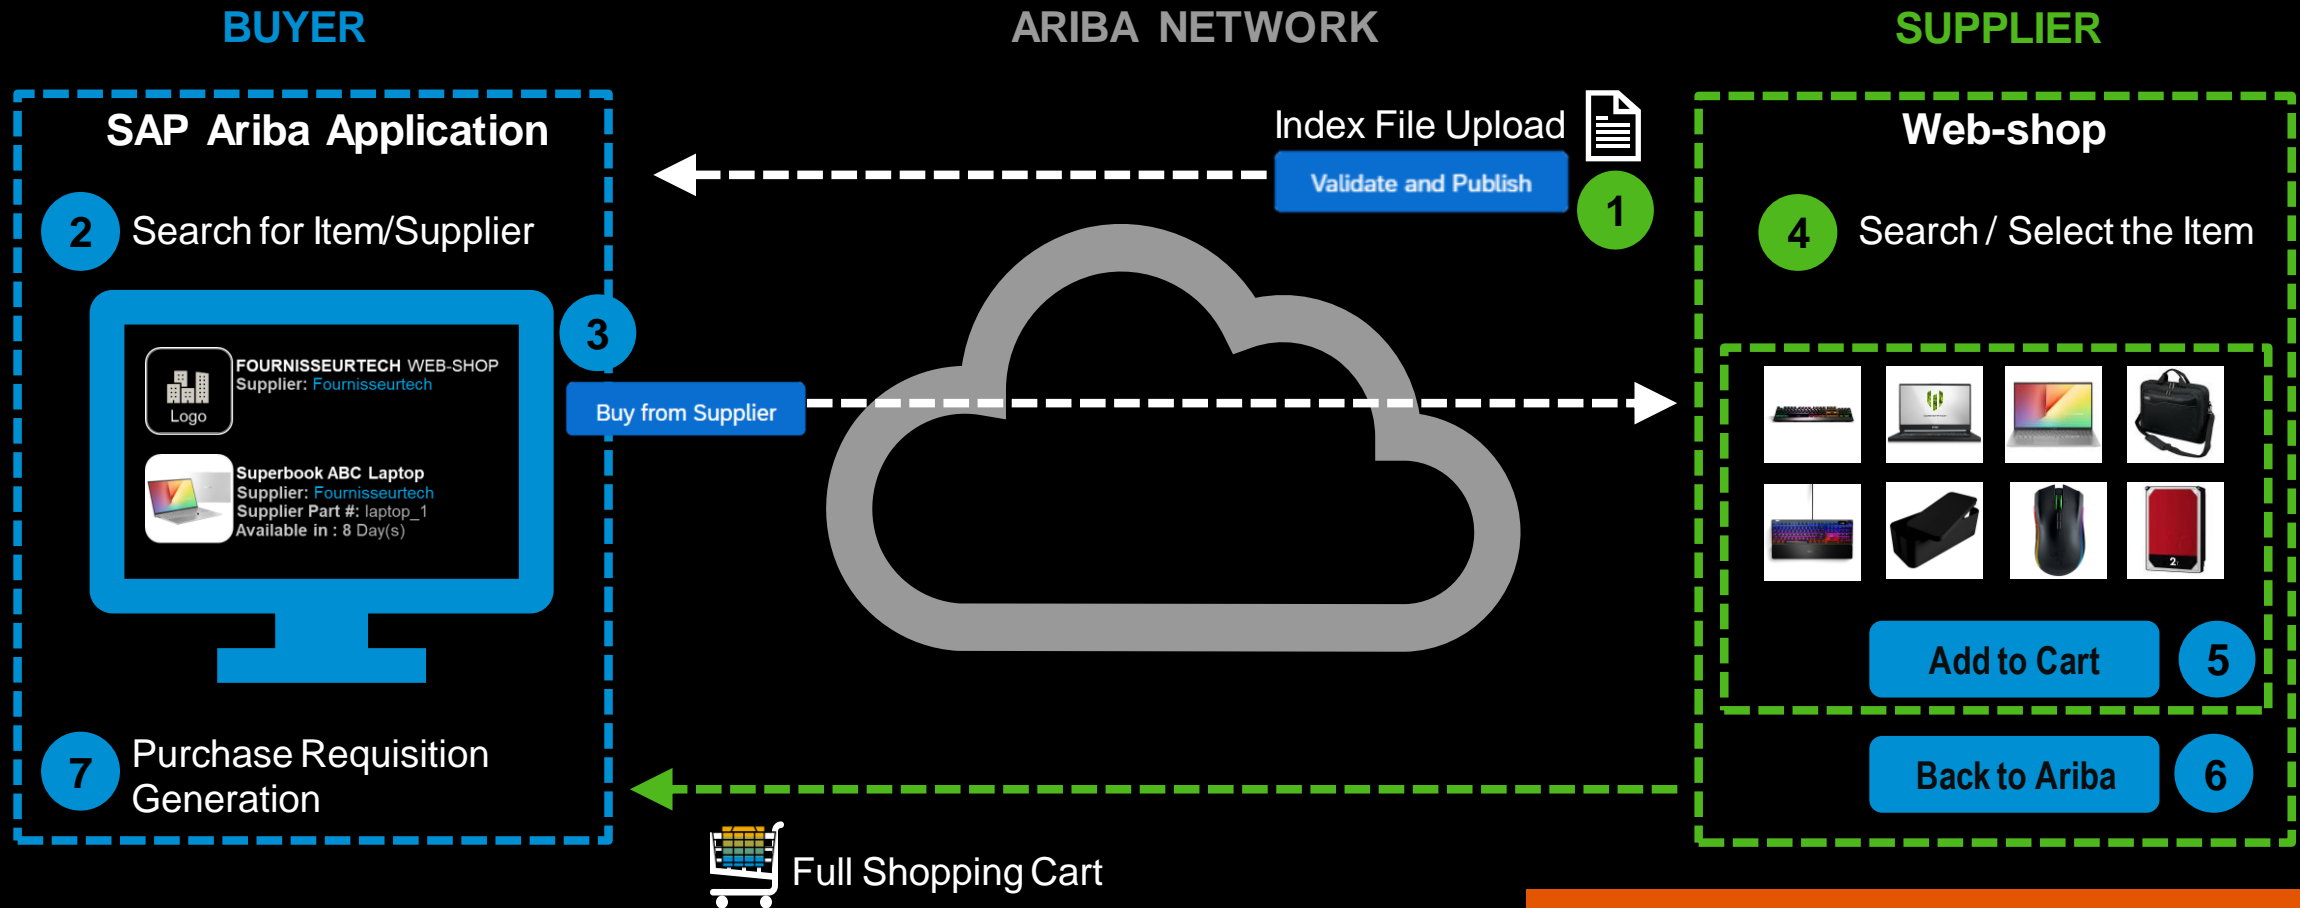 BUYER
ARIBA NETWORK
SUPPLIER
SAP Ariba Application
Index File Upload
Validate and Publish
1
Web-shop
2 Search for Item/Supplier
4 Search / Select the Item
3
FOURNISSEURTECH WEB-SHOP
Supplier: Fournisseurtech
Logo
Buy from Supplier
Superbook ABC Laptop
Supplier: Fournisseurtech
Supplier Part #: laptop_1
Available in : 8 Day(s)
Add to Cart 5
Back to Ariba 6
7 Purchase Requisition
Generation
Full Shopping Cart